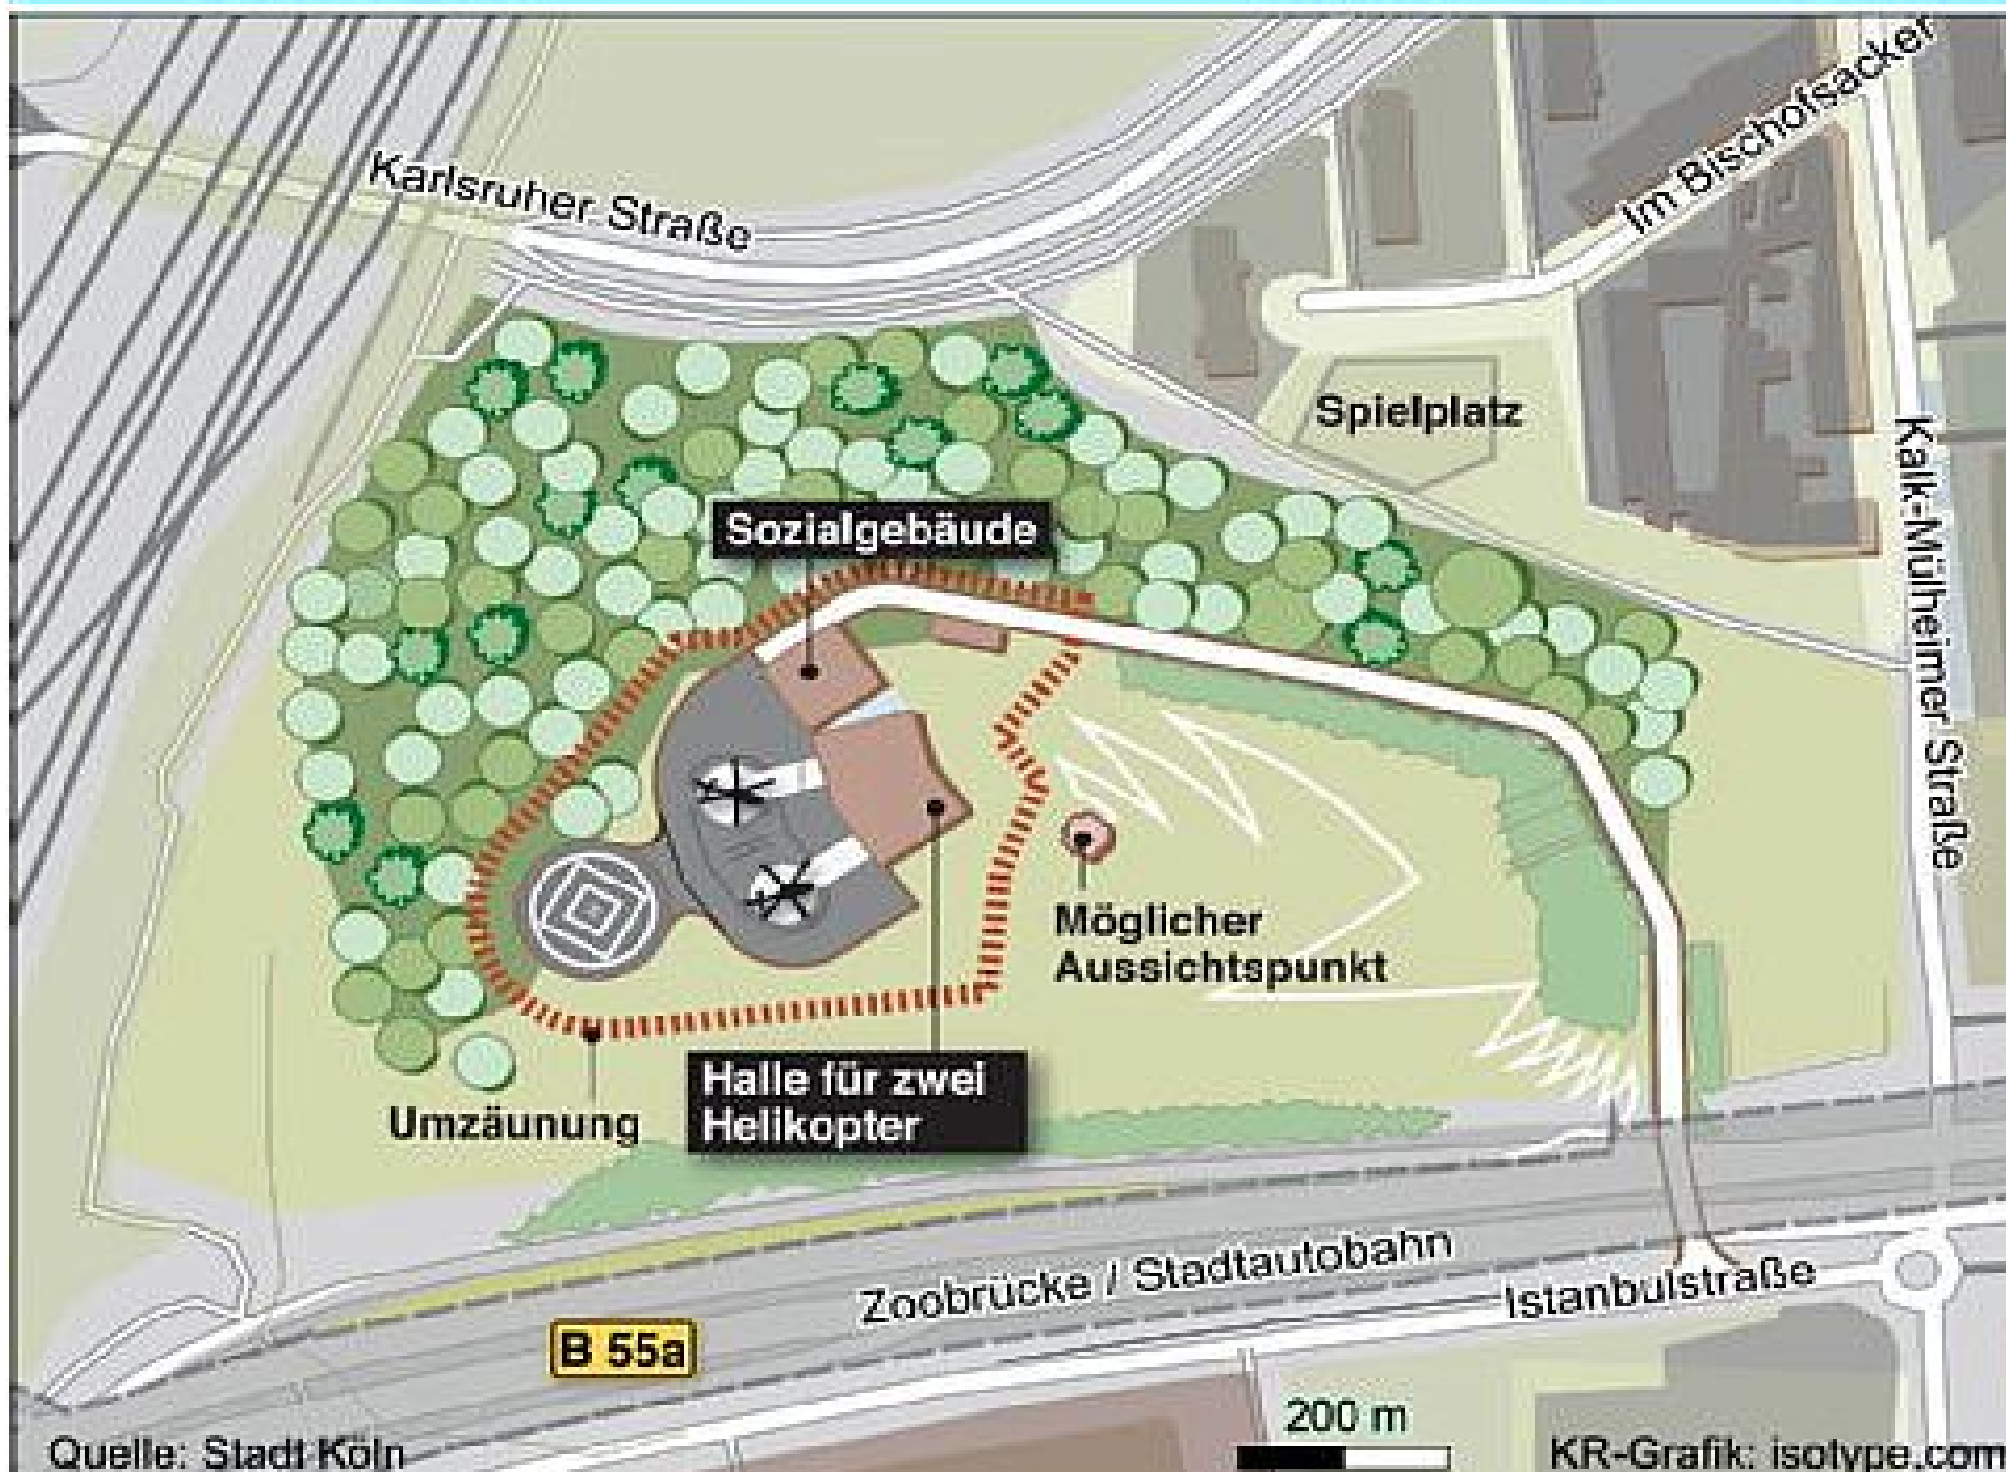 Karlsruher Straße
Im Bischofsacker
Spielplatz
Kalk-Mülheimer Straße
Sozialgebäude
Möglicher
Aussichtspunkt
Umzäunung
Halle für zwei
Helikopter
Zoobrücke / Stadtautobahn
Istanbulstraße
B 55a
200 m
Quelle: Stadt Köln
KR-Grafik: isotype.com